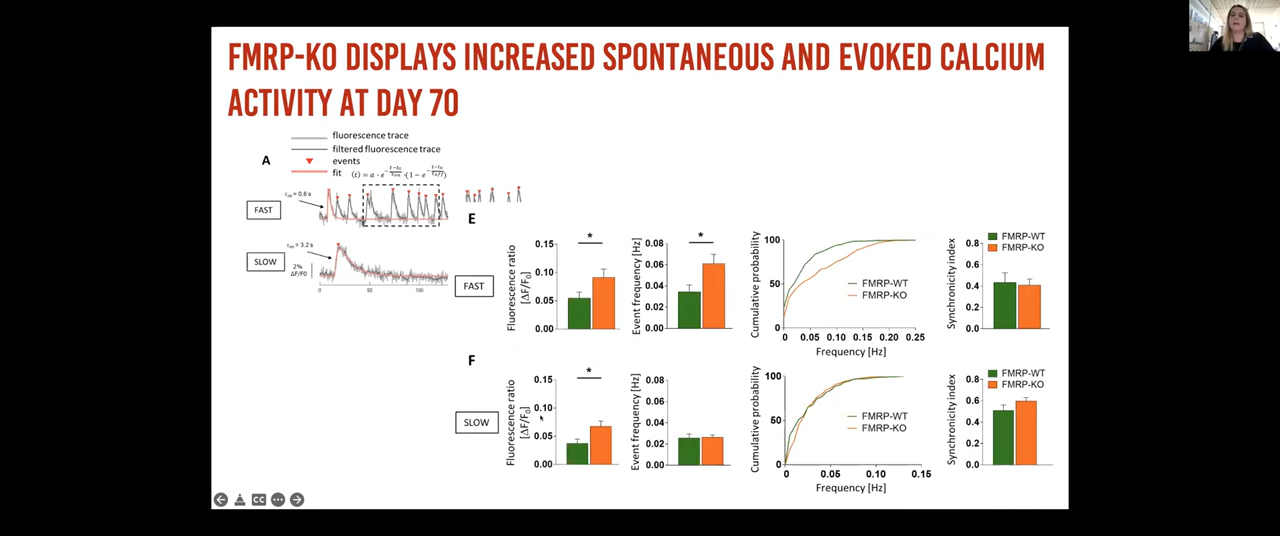 FMRP-KO DISPLAYS INCREASED SPONTANEOUS AND EVOKED CALCIUM
ACTIVITY AT DAY 70
A
fluorescence trace
filtered fluorescence trace
events
fit
FAST
= 0.6 s
SLOW
= 3.2 s
2%
ΔF/F0
0
50
100
E
FAST
Fluorescence ratio
[ΔF/F0]
0.15
0.10
0.05
0.00
*
Event frequency [Hz]
0.08
0.06
0.04
0.02
0.00
*
Cumulative probability
100
50
0
FMRP-WT
FMRP-KO
0 0.05 0.10 0.15 0.20 0.25
Frequency [Hz]
Synchronicity index
FMRP-WT
FMRP-KO
0.8
0.6
0.4
0.2
0.0
F
SLOW
Fluorescence ratio
[ΔF/F0]
0.15
0.10
0.05
0.00
*
Event frequency [Hz]
0.08
0.06
0.04
0.02
0.00
Cumulative probability
100
50
0
FMRP-WT
FMRP-KO
0 0.05 0.10 0.15
Frequency [Hz]
Synchronicity index
FMRP-WT
FMRP-KO
0.8
0.6
0.4
0.2
0.0
CC